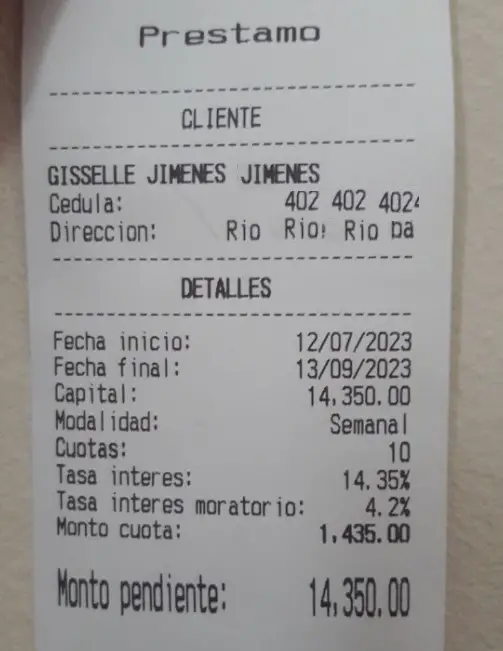 Prestamo
CLIENTE
GISSELLE JIMENES JIMENES
Cedula: 402 402 402
Direccion: Rio Rio Rio
DETALLES
Fecha inicio: 12/07/2023
Fecha final: 13/09/2023
Capital: 14,350.00
Modalidad: Semanal
Cuotas: 10
Tasa interes: 14.35%
Tasa interes moratorio: 4.2%
Monto cuota: 1,435.00
Monto pendiente: 14,350.00